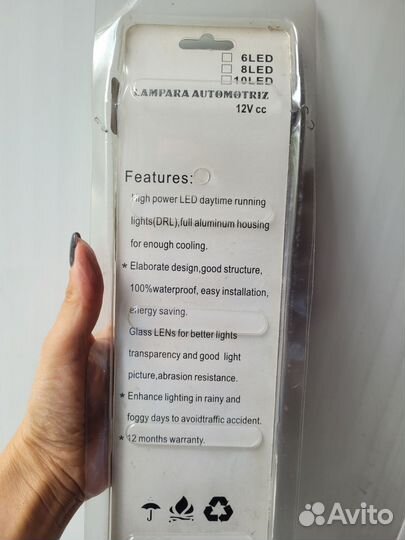 6LED
8LED
10LED
LAMPARA AUTOMOTRIZ
12V cc
Features:
High power LED daytime running
lights(DRL),full aluminum housing
for enough cooling.
* Elaborate design,good structure,
100%waterproof, easy installation,
energy saving.
Glass LENs for better lights
transparency and good light
picture,abrasion resistance.
* Enhance lighting in rainy and
foggy days to avoidtraffic accident.
* 12 months warranty.
Avito